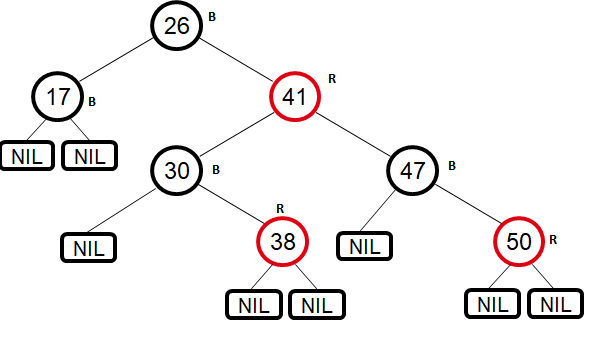 26 B
R
17 B
41
NIL NIL
30 B
47 B
R
NIL
38
NIL
50 R
NIL NIL
NIL NIL